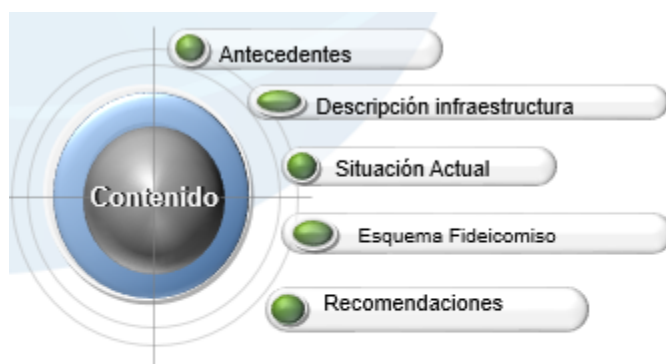 Contenido
Antecedentes
Descripción infraestructura
Situación Actual
Esquema Fideicomiso
Recomendaciones